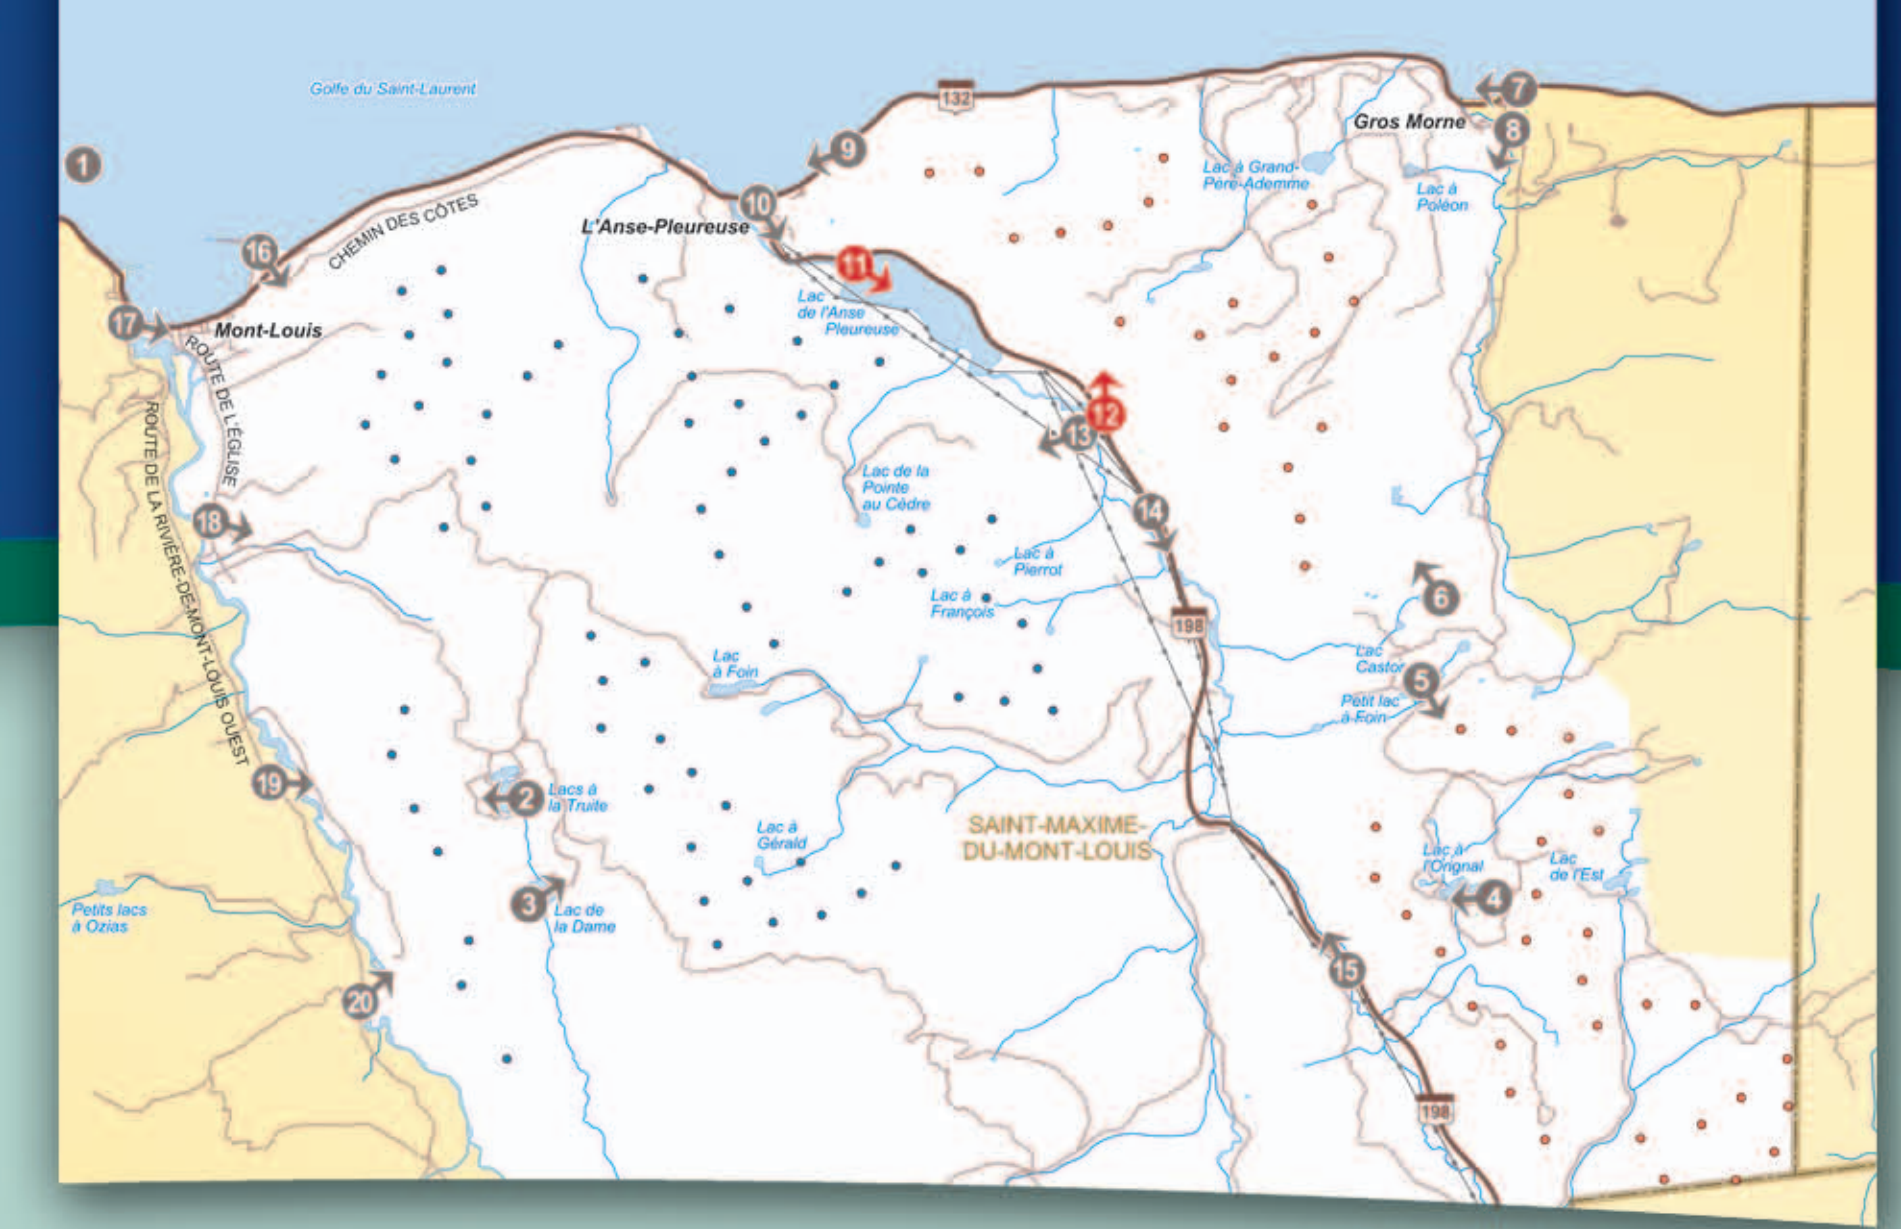 Golfe du Saint-Laurent
132
7
Gros Morne
8
9
1
Lac à Grand-
Père-Ademme
Lac à
Poléon
10
L'Anse-Pleureuse
CHEMIN DES CÔTES
16
11
Lac
de l'Anse
Pleureuse
17
Mont-Louis
ROUTE DE L'ÉGLISE
ROUTE DE LA RIVIÈRE-DE-MONT-LOUIS OUEST
12
13
Lac de la
Pointe
au Cèdre
14
18
Lac à
Pierrot
Lac à
François
6
198
Lac
à Foin
Lac
Castor
5
Petit lac
à Foin
19
2
Lacs à
la Truite
Lac à
Gérald
SAINT-MAXIME-
DU-MONT-LOUIS
Lac à
l'Orignal
Lac
de l'Est
4
3
Lac de
la Dame
Petits lacs
à Ozias
15
20
198